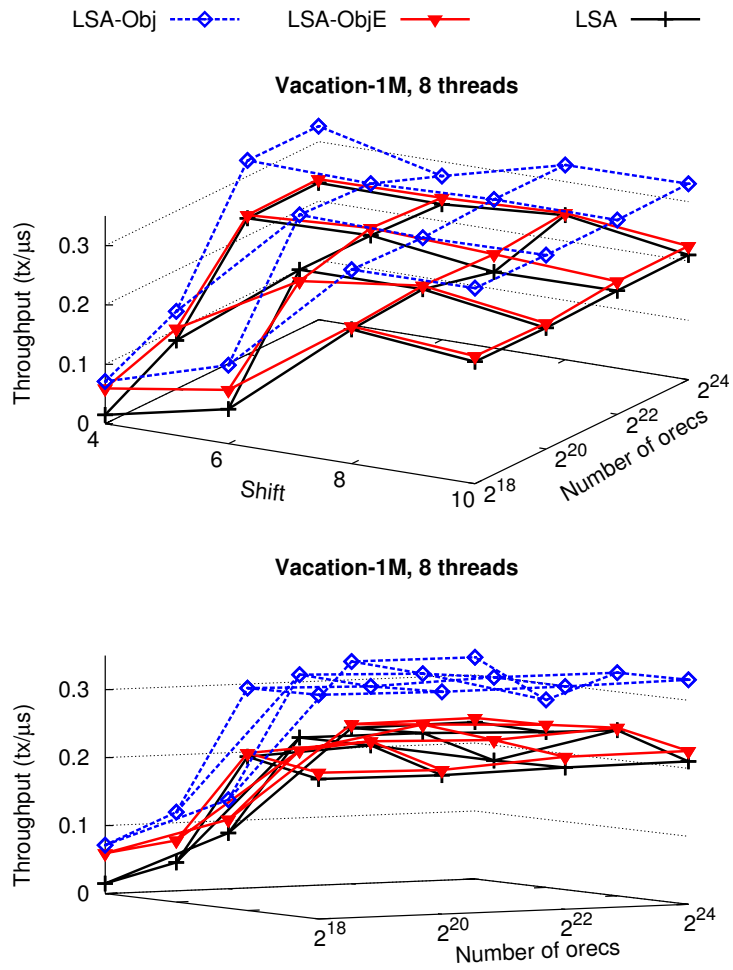 LSA-Obj LSA-ObjE LSA
Vacation-1M, 8 threads
Throughput (tx/µs)
0.3
0.2
0.1
0
4
6
8
10
Shift
2^18
2^20
2^22
2^24
Number of orecs
Vacation-1M, 8 threads
Throughput (tx/µs)
0.3
0.2
0.1
0
2^18
2^20
2^22
2^24
Number of orecs